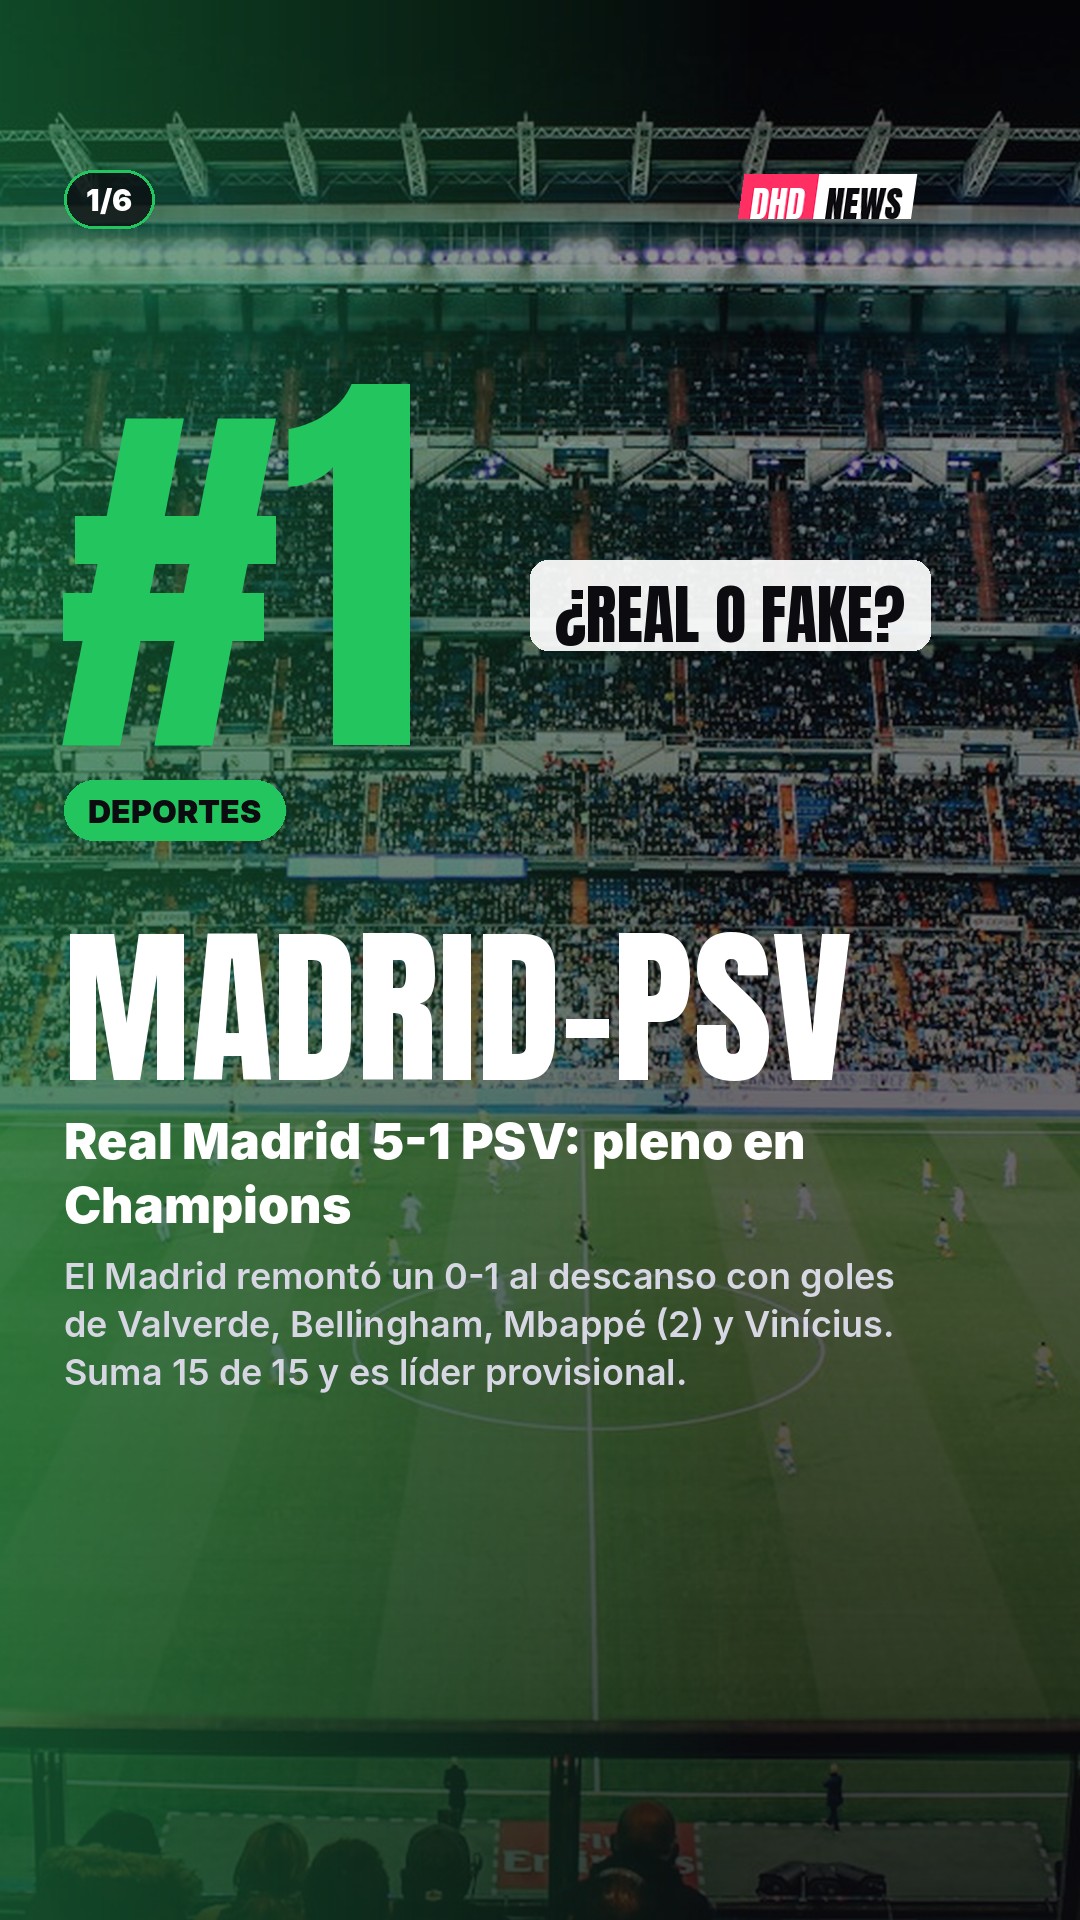 1/6
DHD NEWS
#1
¿REAL O FAKE?
DEPORTES
MADRID-PSV
Real Madrid 5-1 PSV: pleno en
Champions
El Madrid remontó un 0-1 al descanso con goles
de Valverde, Bellingham, Mbappé (2) y Vinícius.
Suma 15 de 15 y es líder provisional.